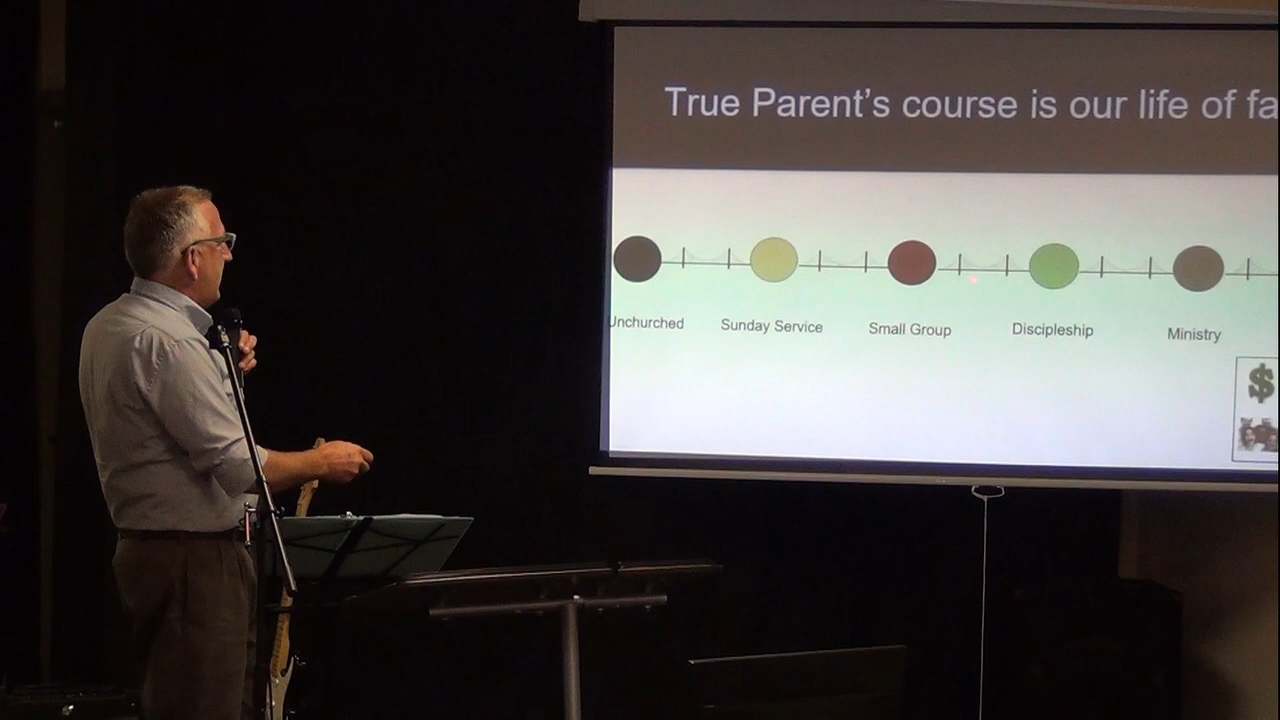 True Parent's course is our life of fa
Unchurched
Sunday Service
Small Group
Discipleship
Ministry
$